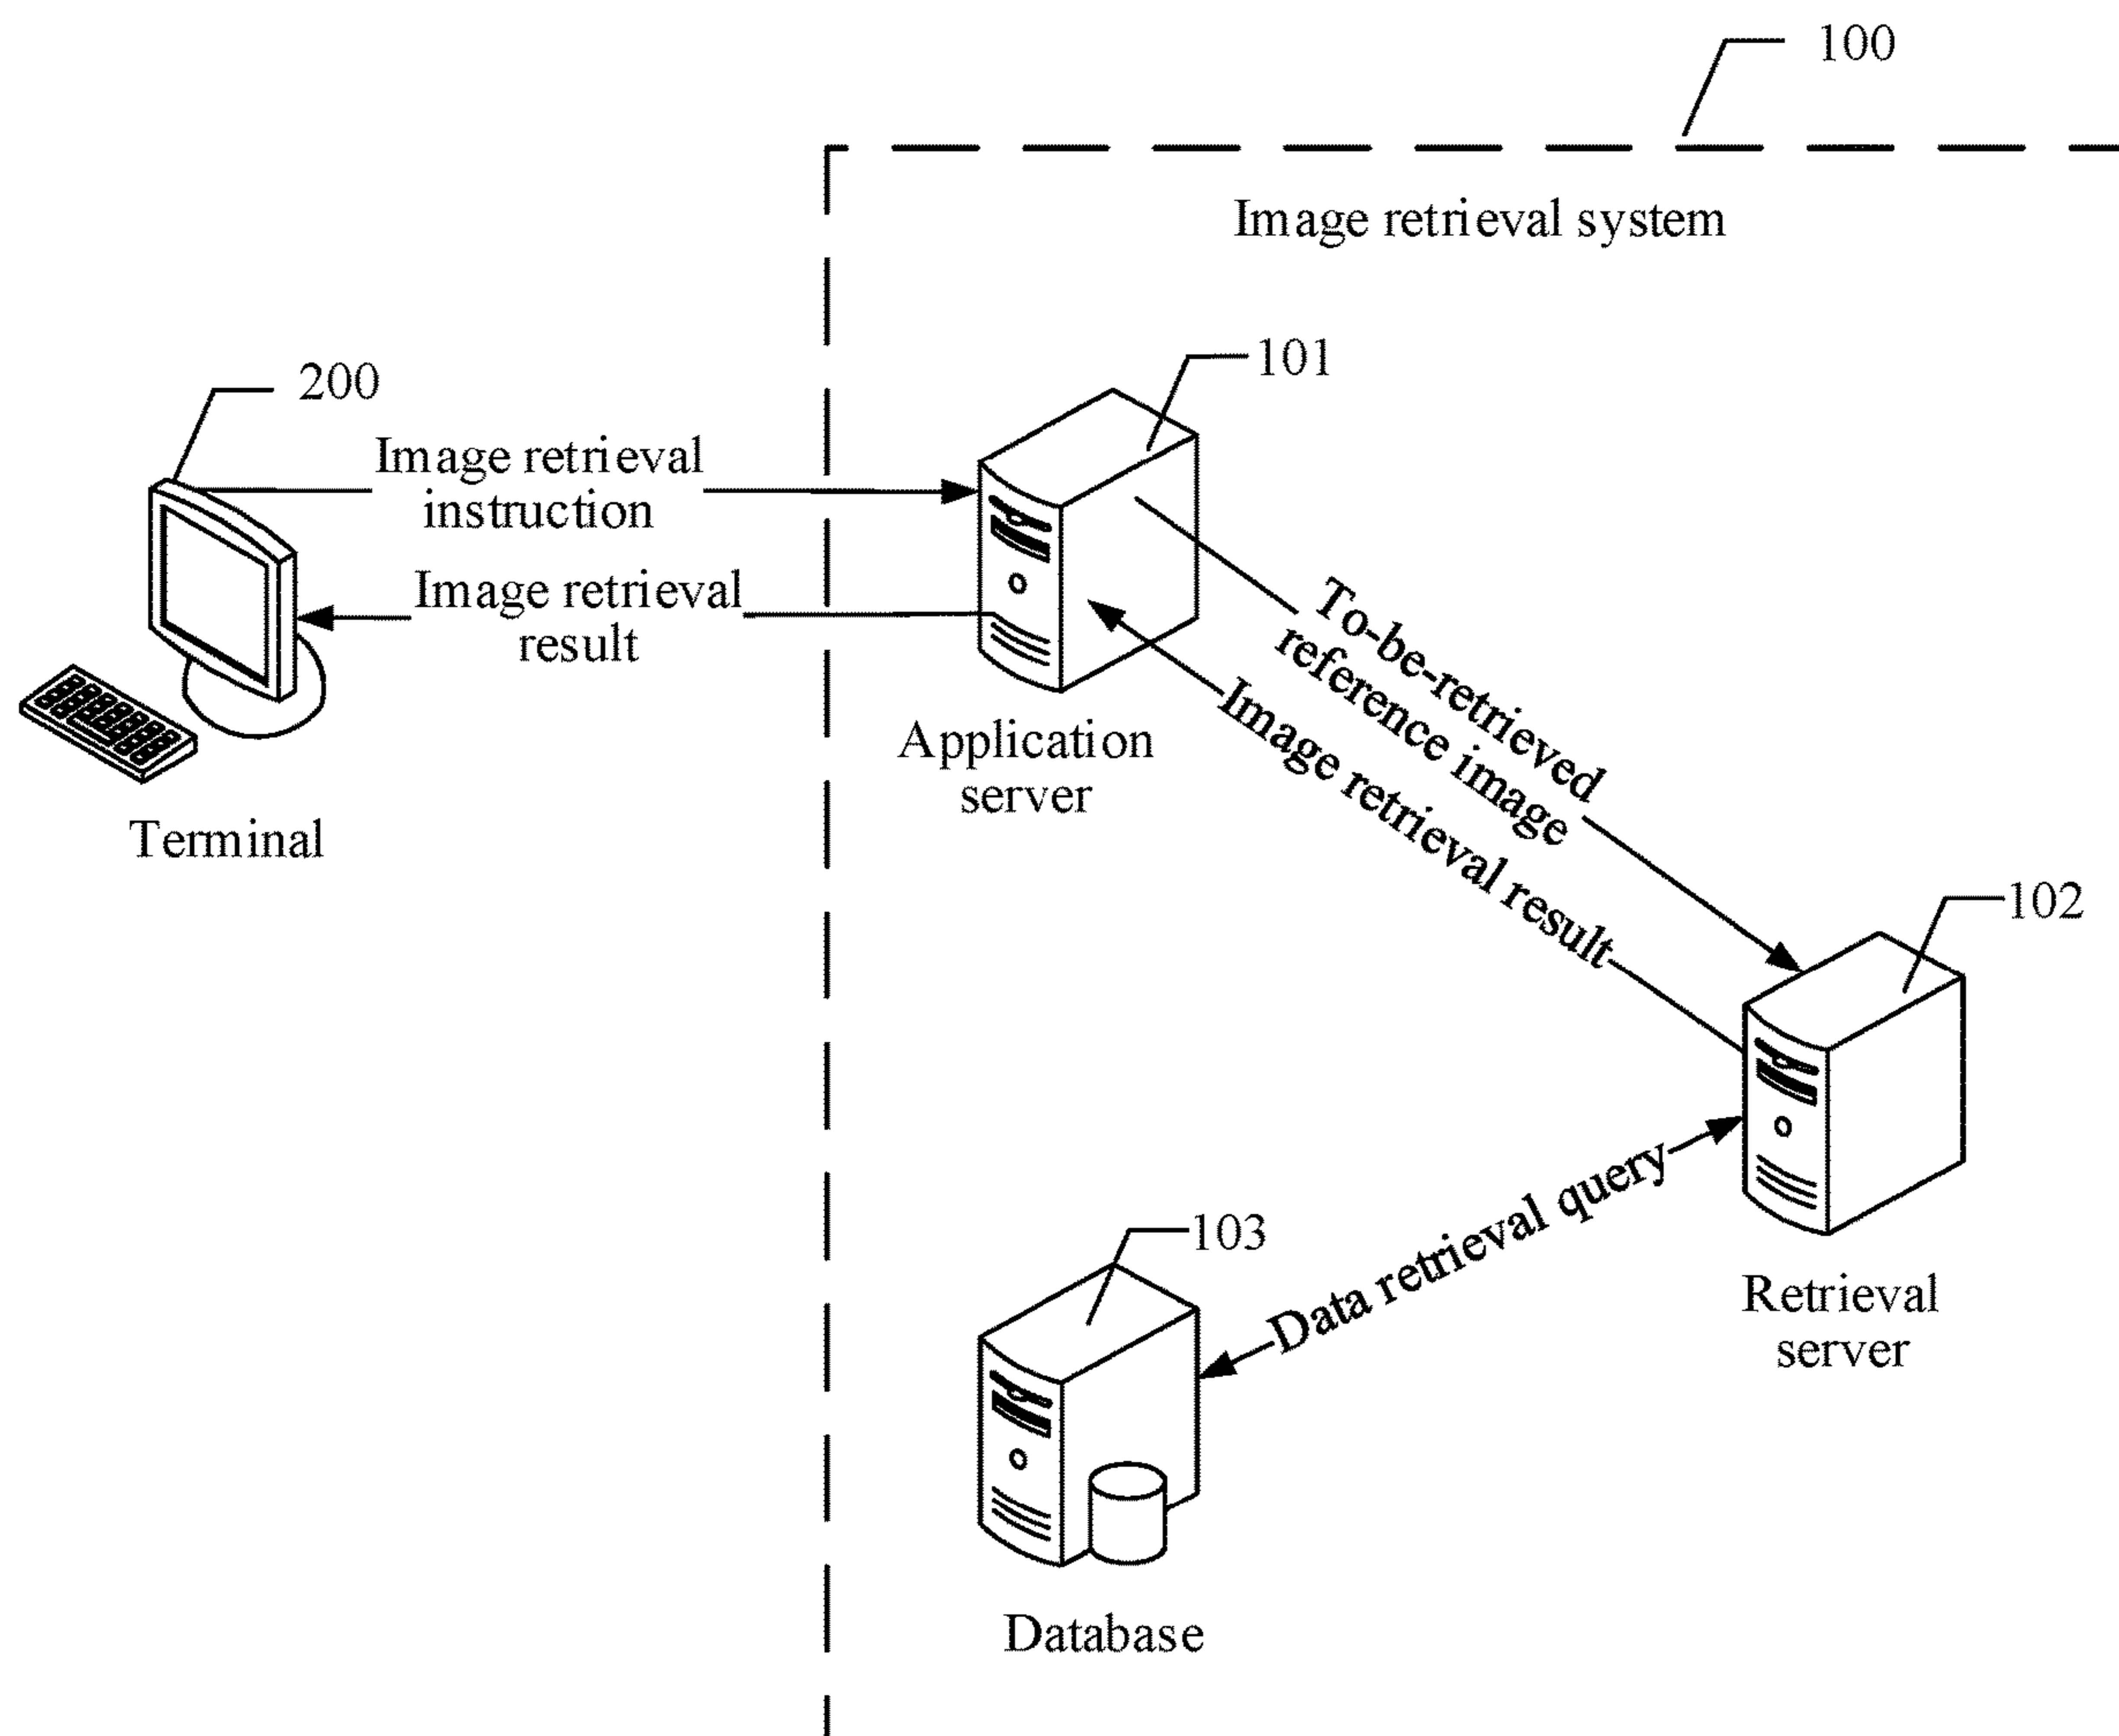 100
Image retrieval system
101
200
Image retrieval
instruction
Image retrieval
result
To-be-retrieved
reference image
Image retrieval result
Application
server
Terminal
102
Data retrieval query
103
Retrieval
server
Database